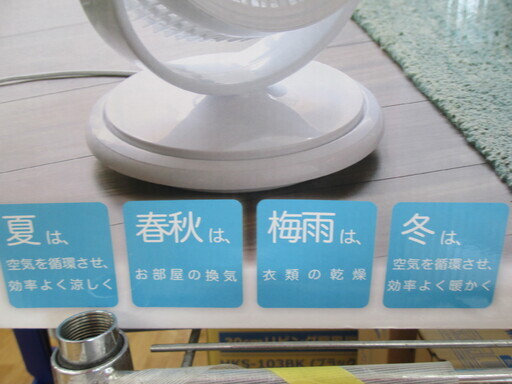 夏は、
空気を循環させ、
効率よく涼しく
春秋は、
お部屋の換気
梅雨は、
衣類の乾燥
冬は、
空気を循環させ、
効率よく暖かく